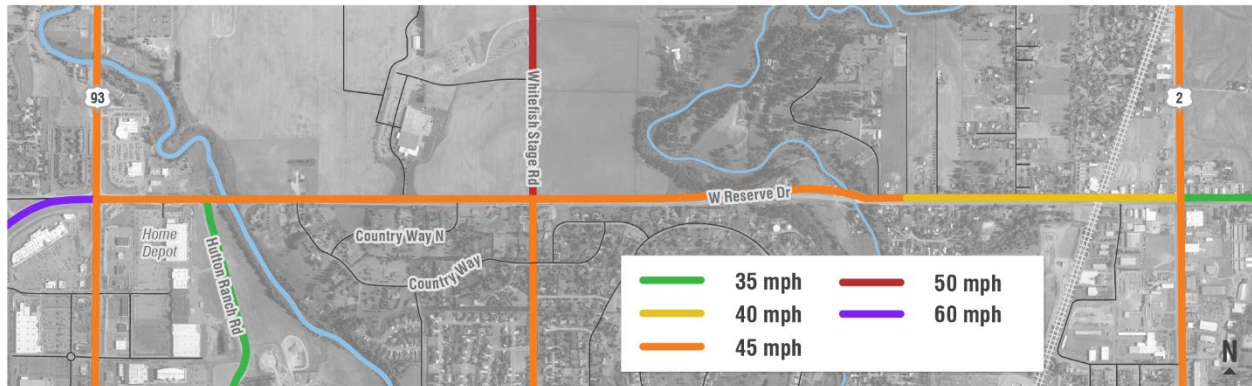 93
Whitefish Stage Rd
2
W Reserve Dr
Home
Depot
Hutton Ranch Rd
Country Way N
Country Way
35 mph
50 mph
40 mph
60 mph
45 mph
N